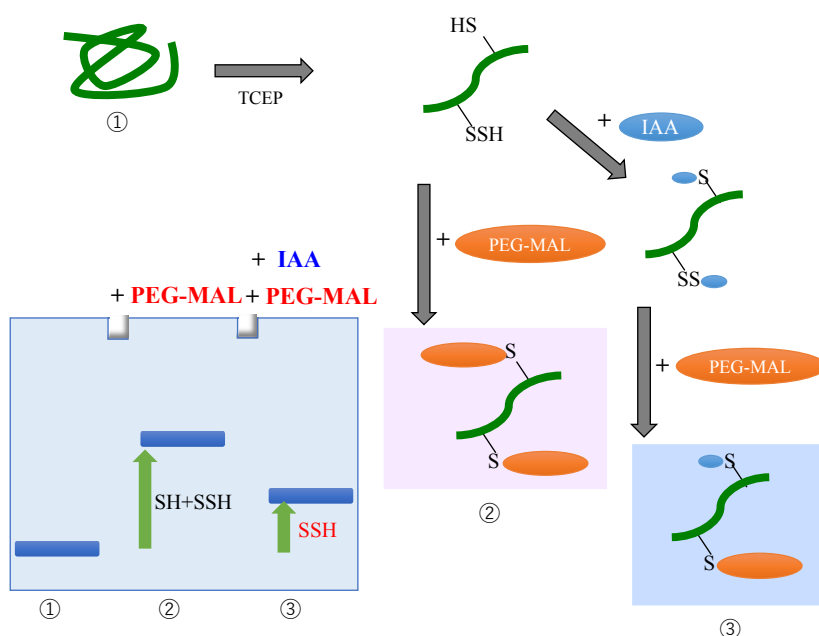 HS
TCEP
①
SSH
+ IAA
S
+ PEG-MAL
SS
+ IAA
+ PEG-MAL
+ PEG-MAL
S
+ PEG-MAL
SH+SSH
S
S
SSH
②
S
①
②
③
③